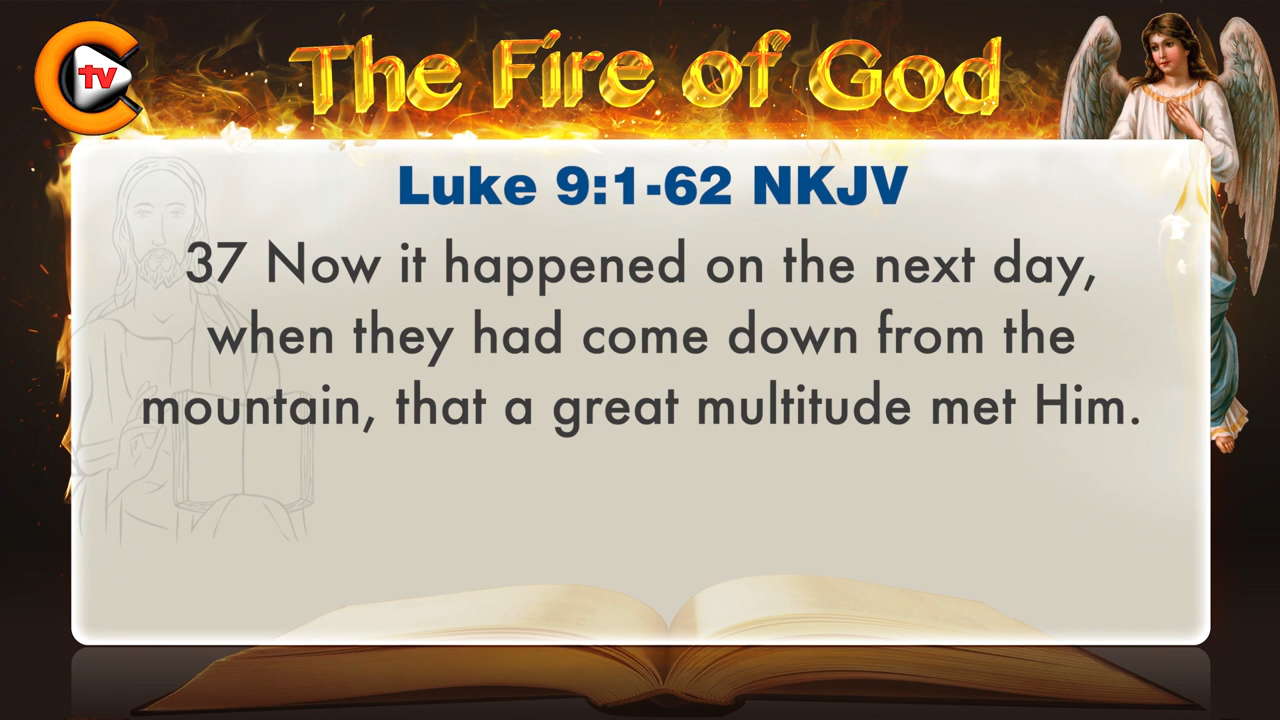 tv
The Fire of God
Luke 9:1-62 NKJV
37 Now it happened on the next day,
when they had come down from the
mountain, that a great multitude met Him.